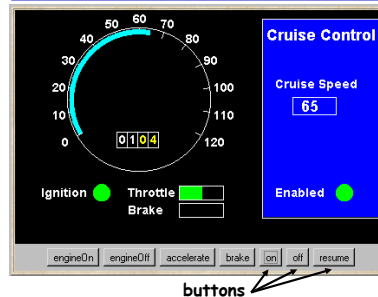 50 60 70
40 80
30 90
20 100
10 110
0 120
0104
Cruise Control
Cruise Speed
65
Ignition Throttle Enabled
Brake
engineOn engineOff accelerate brake on off resume
buttons